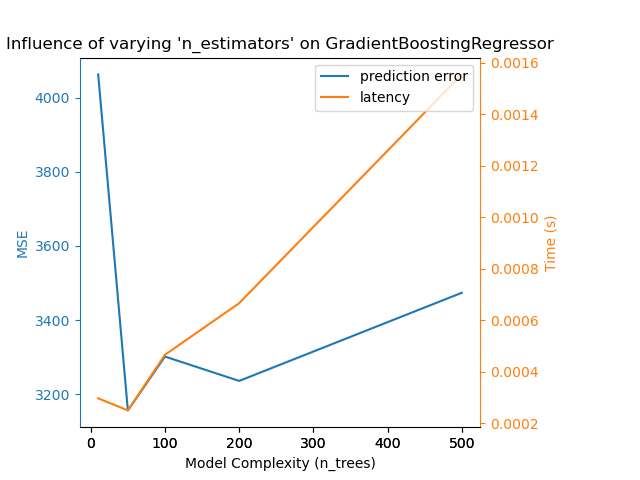 Influence of varying 'n_estimators' on GradientBoostingRegressor
prediction error
latency
4000
3800
3600
3400
3200
MSE
0.0016
0.0014
0.0012
0.0010
0.0008
0.0006
0.0004
0.0002
Time (s)
0 100 200 300 400 500
Model Complexity (n_trees)